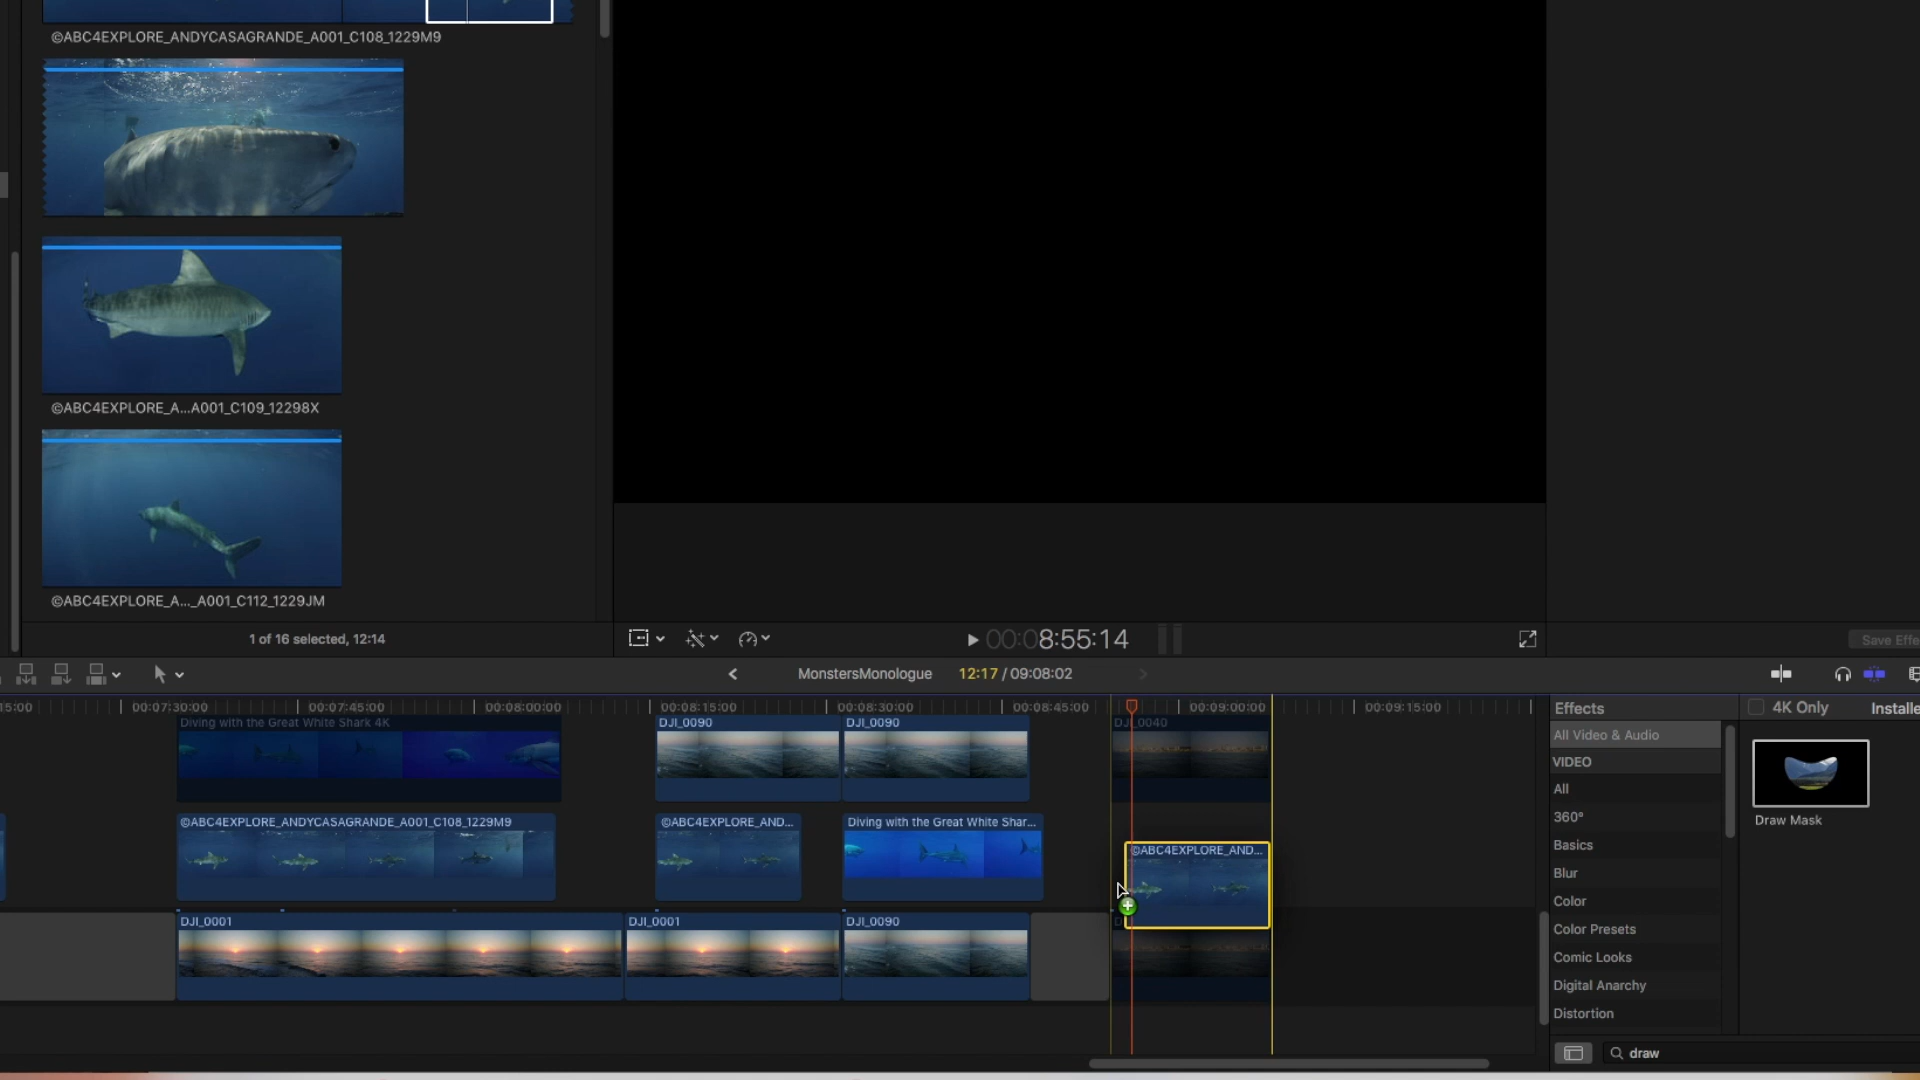 ©ABC4EXPLORE_ANDYCASAGRANDE_A001_C108_1229M9
©ABC4EXPLORE_A...A001_C109_12298X
©ABC4EXPLORE_A..._A001_C112_1229JM
1 of 16 selected, 12:14
00:08:55:14
Save Effe
MonstersMonologue
12:17 / 09:08:02
15:00
00:07:30:00
00:07:45:00
00:08:00:00
00:08:15:00
00:08:30:00
00:08:45:00
00:09:00:00
00:09:15:00
Diving with the Great White Shark 4K
DJI_0090
DJI_0090
DJI_0040
©ABC4EXPLORE_ANDYCASAGRANDE_A001_C108_1229M9
©ABC4EXPLORE_AND...
Diving with the Great White Shar...
©ABC4EXPLORE_AND...
DJI_0001
DJI_0001
DJI_0090
Effects
4K Only
Installe
All Video & Audio
VIDEO
All
360°
Basics
Blur
Color
Color Presets
Comic Looks
Digital Anarchy
Distortion
Draw Mask
draw